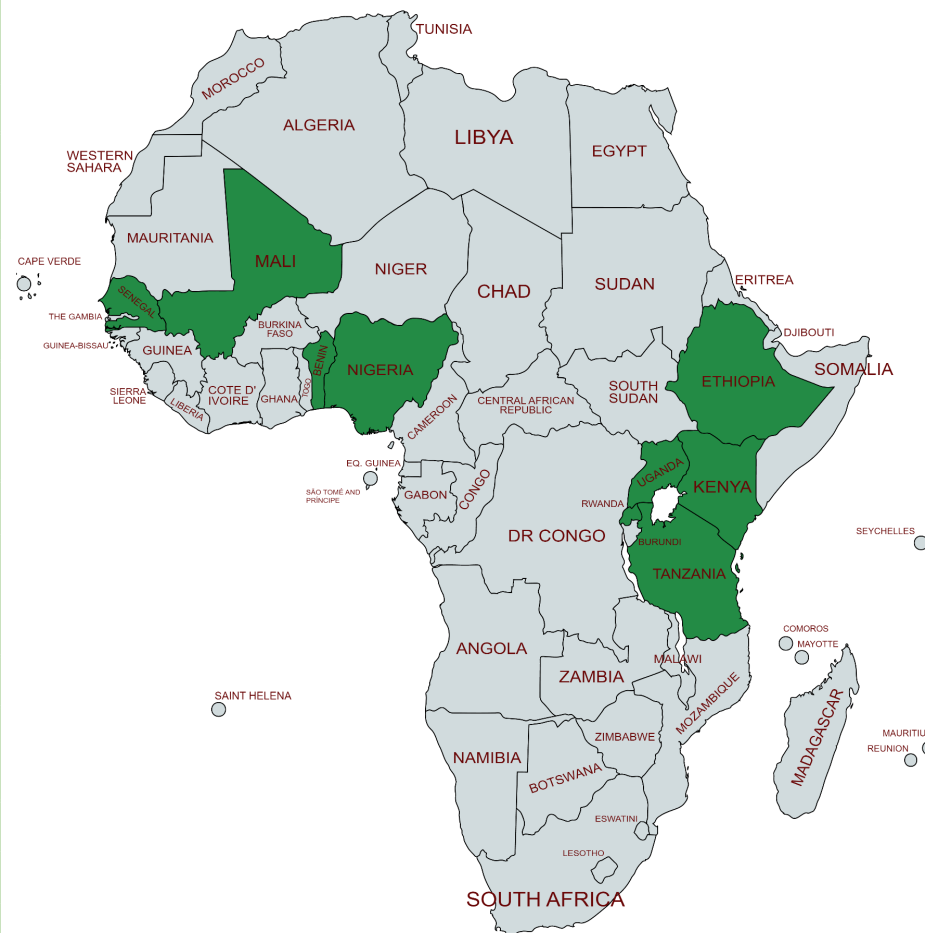 TUNISIA
MOROCCO
ALGERIA
LIBYA
EGYPT
WESTERN
SAHARA
MAURITANIA
MALI
NIGER
CHAD
SUDAN
ERITREA
CAPE VERDE
SENEGAL
THE GAMBIA
BURKINA
FASO
DJIBOUTI
GUINEA-BISSAU
GUINEA
BENIN
NIGERIA
ETHIOPIA
SOMALIA
SIERRA
LEONE
LIBERIA
COTE D'
IVOIRE
GHANA
TOGO
CAMEROON
CENTRAL AFRICAN
REPUBLIC
SOUTH
SUDAN
EQ. GUINEA
SÃO TOMÉ AND
PRÍNCIPE
GABON
CONGO
UGANDA
KENYA
RWANDA
DR CONGO
BURUNDI
SEYCHELLES
TANZANIA
COMOROS
MAYOTTE
ANGOLA
ZAMBIA
MALAWI
MOZAMBIQUE
SAINT HELENA
MADAGASCAR
NAMIBIA
ZIMBABWE
MAURITIU
REUNION
BOTSWANA
ESWATINI
LESOTHO
SOUTH AFRICA